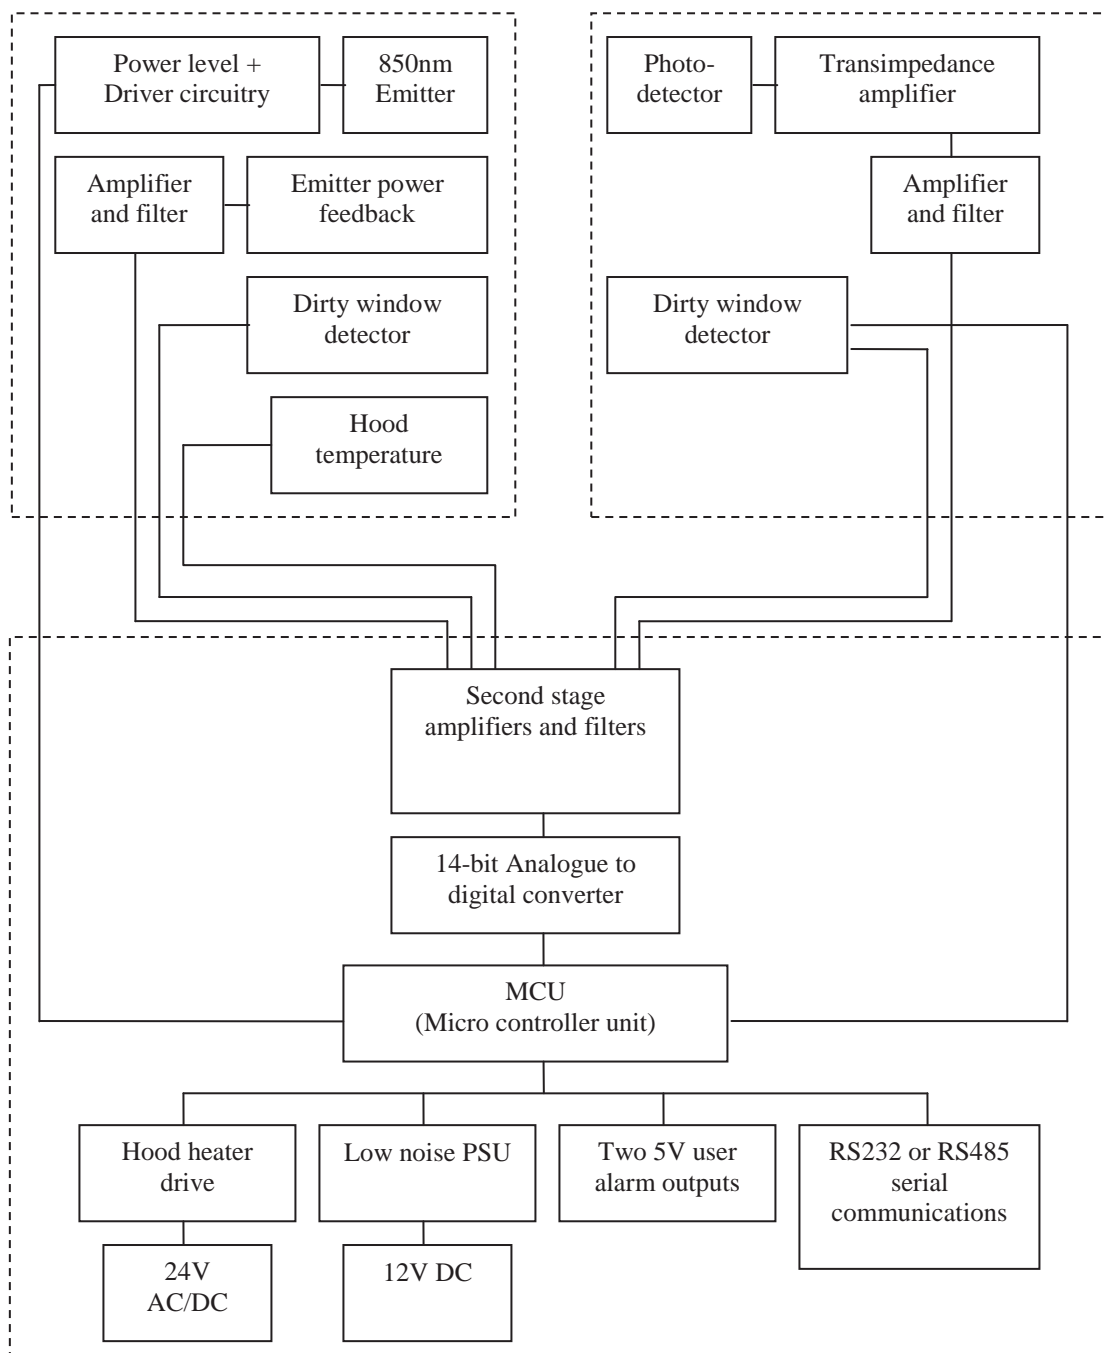 Power level +
Driver circuitry
850nm
Emitter
Amplifier
and filter
Emitter power
feedback
Dirty window
detector
Hood
temperature
Photo-
detector
Transimpedance
amplifier
Amplifier
and filter
Dirty window
detector
Second stage
amplifiers and filters
14-bit Analogue to
digital converter
MCU
(Micro controller unit)
Hood heater
drive
Low noise PSU
Two 5V user
alarm outputs
RS232 or RS485
serial
communications
24V
AC/DC
12V DC